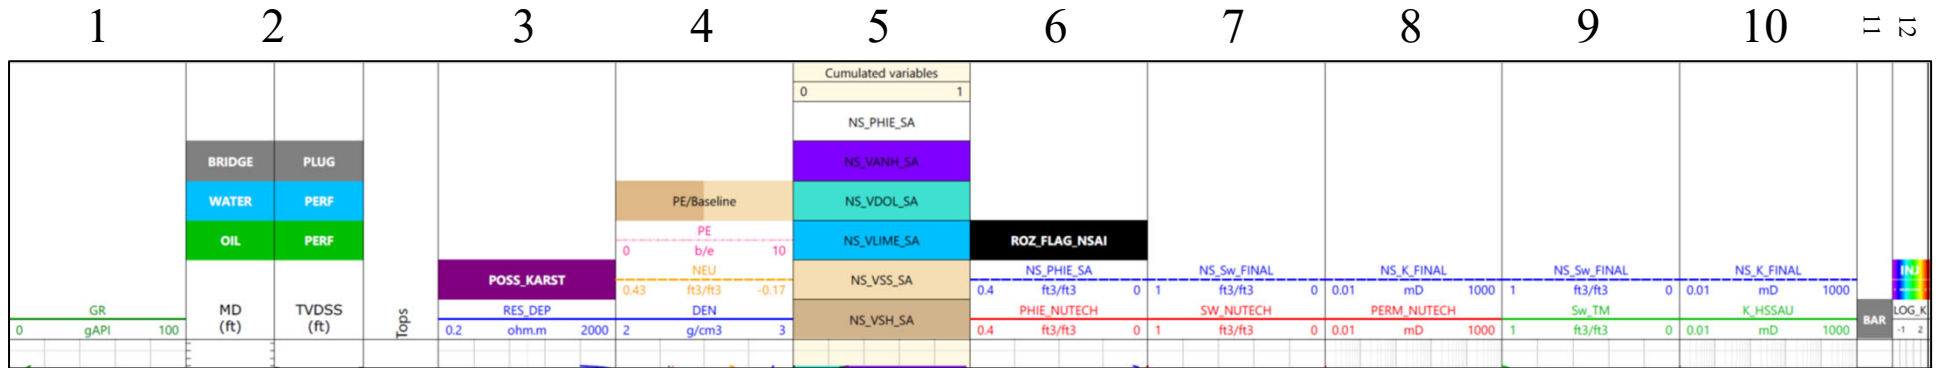 1 2 3 4 5 6 7 8 9 10 11 12
Cumulated variables
0 1
NS_PHIE_SA
BRIDGE PLUG NS_VANH_SA
WATER PERF PE/Baseline NS_VDOL_SA
OIL PERF PE NS_VLIME_SA ROZ_FLAG_NSAI
0 b/e 10
POSS_KARST NEU NS_VSS_SA NS_PHIE_SA NS_Sw_FINAL NS_K_FINAL NS_Sw_FINAL NS_K_FINAL INJ
0.43 ft3/ft3 -0.17 0.4 ft3/ft3 0 1 ft3/ft3 0 0.01 mD 1000 1 ft3/ft3 0 0.01 mD 1000
GR MD TVDSS Tops RES_DEP DEN NS_VSH_SA PHIE_NUTECH SW_NUTECH PERM_NUTECH Sw_TM K_HSSAU BAR LOG_K
0 gAPI 100 (ft) (ft) 0.2 ohm.m 2000 2 g/cm3 3 0.4 ft3/ft3 0 1 ft3/ft3 0 0.01 mD 1000 1 ft3/ft3 0 0.01 mD 1000 -1 2